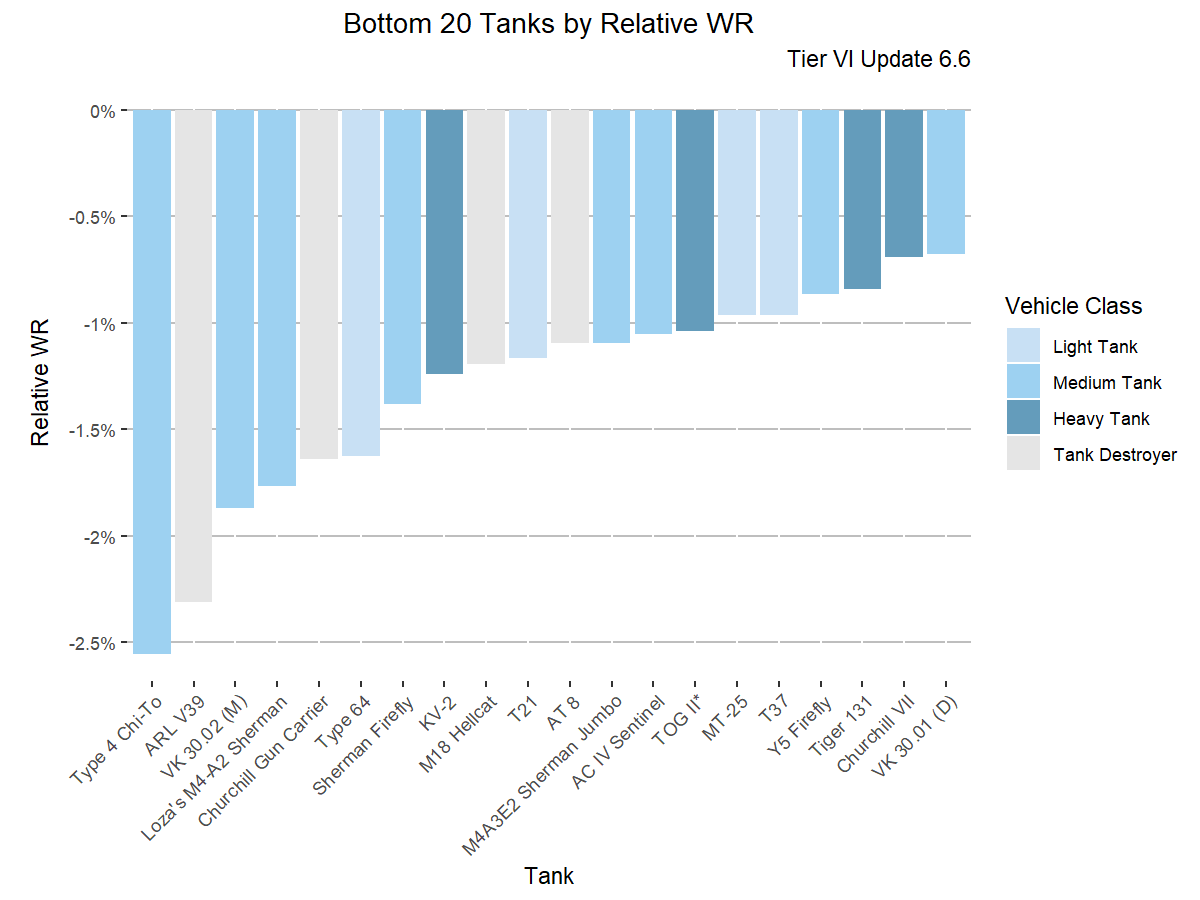 Bottom 20 Tanks by Relative WR
Tier VI Update 6.6
0%
-0.5%
-1%
-1.5%
-2%
-2.5%
Relative WR
Type 4 Chi-To
ARL V39
VK 30.02 (M)
Loza's M4-A2 Sherman
Churchill Gun Carrier
Type 64
Sherman Firefly
KV-2
M18 Hellcat
T21
AT 8
M4A3E2 Sherman Jumbo
AC IV Sentinel
TOG II*
MT-25
T37
Y5 Firefly
Tiger 131
Churchill VII
VK 30.01 (D)
Tank
Vehicle Class
Light Tank
Medium Tank
Heavy Tank
Tank Destroyer